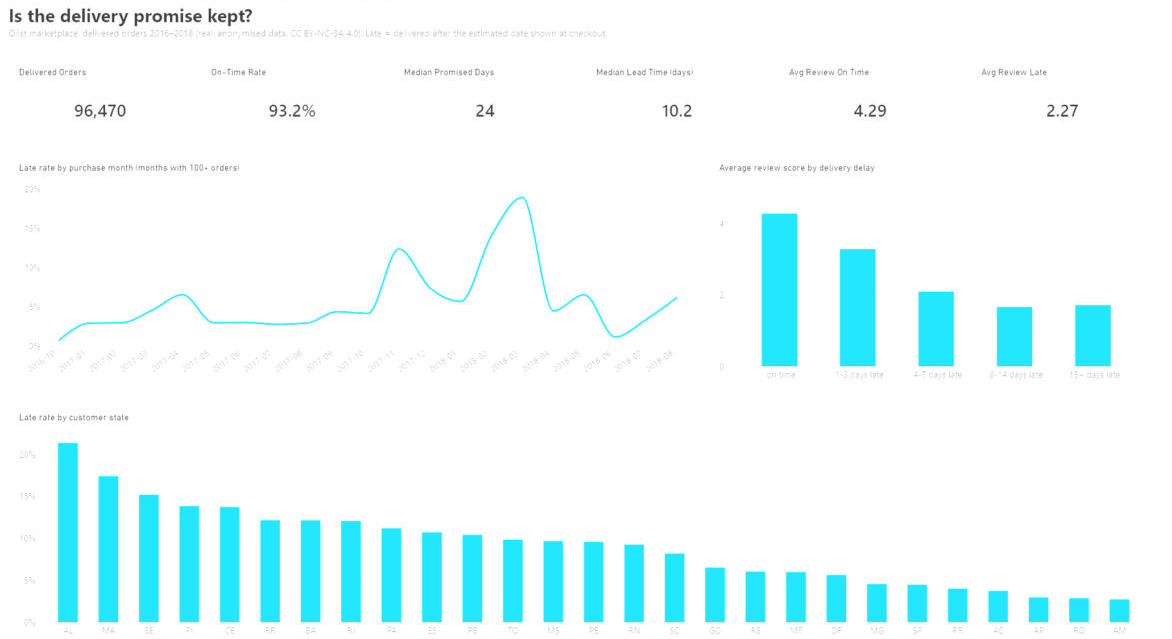 Is the delivery promise kept?
Olist marketplace, delivered orders 2016–2018 (real, anonymised data, CC BY-NC-SA 4.0). Late = delivered after the estimated date shown at checkout.
Delivered Orders
On-Time Rate
Median Promised Days
Median Lead Time (days)
Avg Review On Time
Avg Review Late
96,470
93.2%
24
10.2
4.29
2.27
Late rate by purchase month (months with 100+ orders)
20%
15%
10%
5%
0%
2016-10
2017-01
2017-02
2017-03
2017-04
2017-05
2017-06
2017-07
2017-08
2017-09
2017-10
2017-11
2017-12
2018-01
2018-02
2018-03
2018-04
2018-05
2018-06
2018-07
2018-08
Average review score by delivery delay
4
2
0
on time
1-3 days late
4-7 days late
8-14 days late
15+ days late
Late rate by customer state
20%
15%
10%
5%
0%
AL
MA
SE
PI
CE
RR
BA
RJ
PA
ES
PB
TO
MS
PE
RN
SC
GO
RS
MT
DF
MG
SP
PR
AC
AP
RO
AM